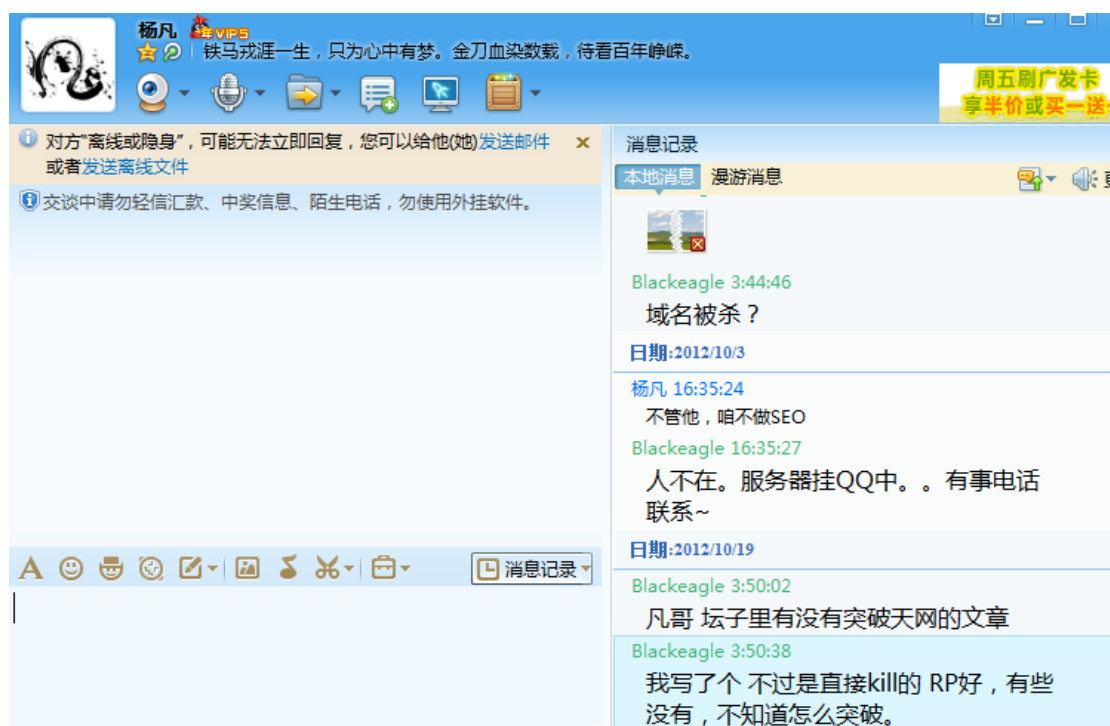 杨凡 年VIP5
铁马戎涯一生，只为心中有梦。金刀血染数载，待看百年峥嵘。
周五刷广发卡
享半价或买一送
对方"离线或隐身"，可能无法立即回复，您可以给他(她)发送邮件
或者发送离线文件
交谈中请勿轻信汇款、中奖信息、陌生电话，勿使用外挂软件。
消息记录
消息记录
本地消息 漫游消息
Blackeagle 3:44:46
域名被杀？
日期:2012/10/3
杨凡 16:35:24
不管他，咱不做SEO
Blackeagle 16:35:27
人不在。服务器挂QQ中。。有事电话
联系~
日期:2012/10/19
Blackeagle 3:50:02
凡哥 坛子里有没有突破天网的文章
Blackeagle 3:50:38
我写了个 不过是直接kill的 RP好，有些
没有，不知道怎么突破。